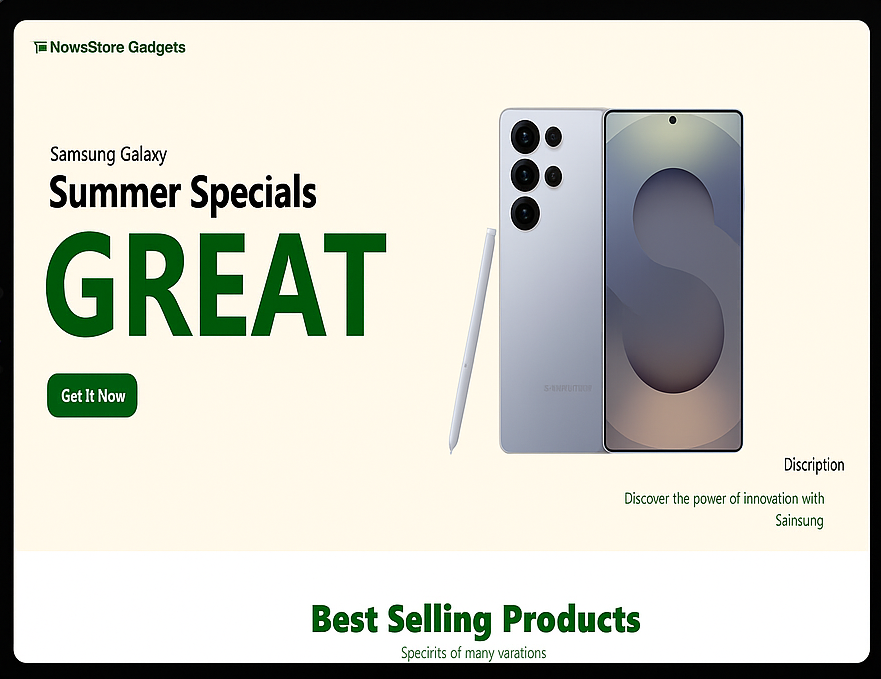 NowsStore Gadgets
Samsung Galaxy
Summer Specials
GREAT
Get It Now
Discription
Discover the power of innovation with
Sainsung
Best Selling Products
Specirits of many varations